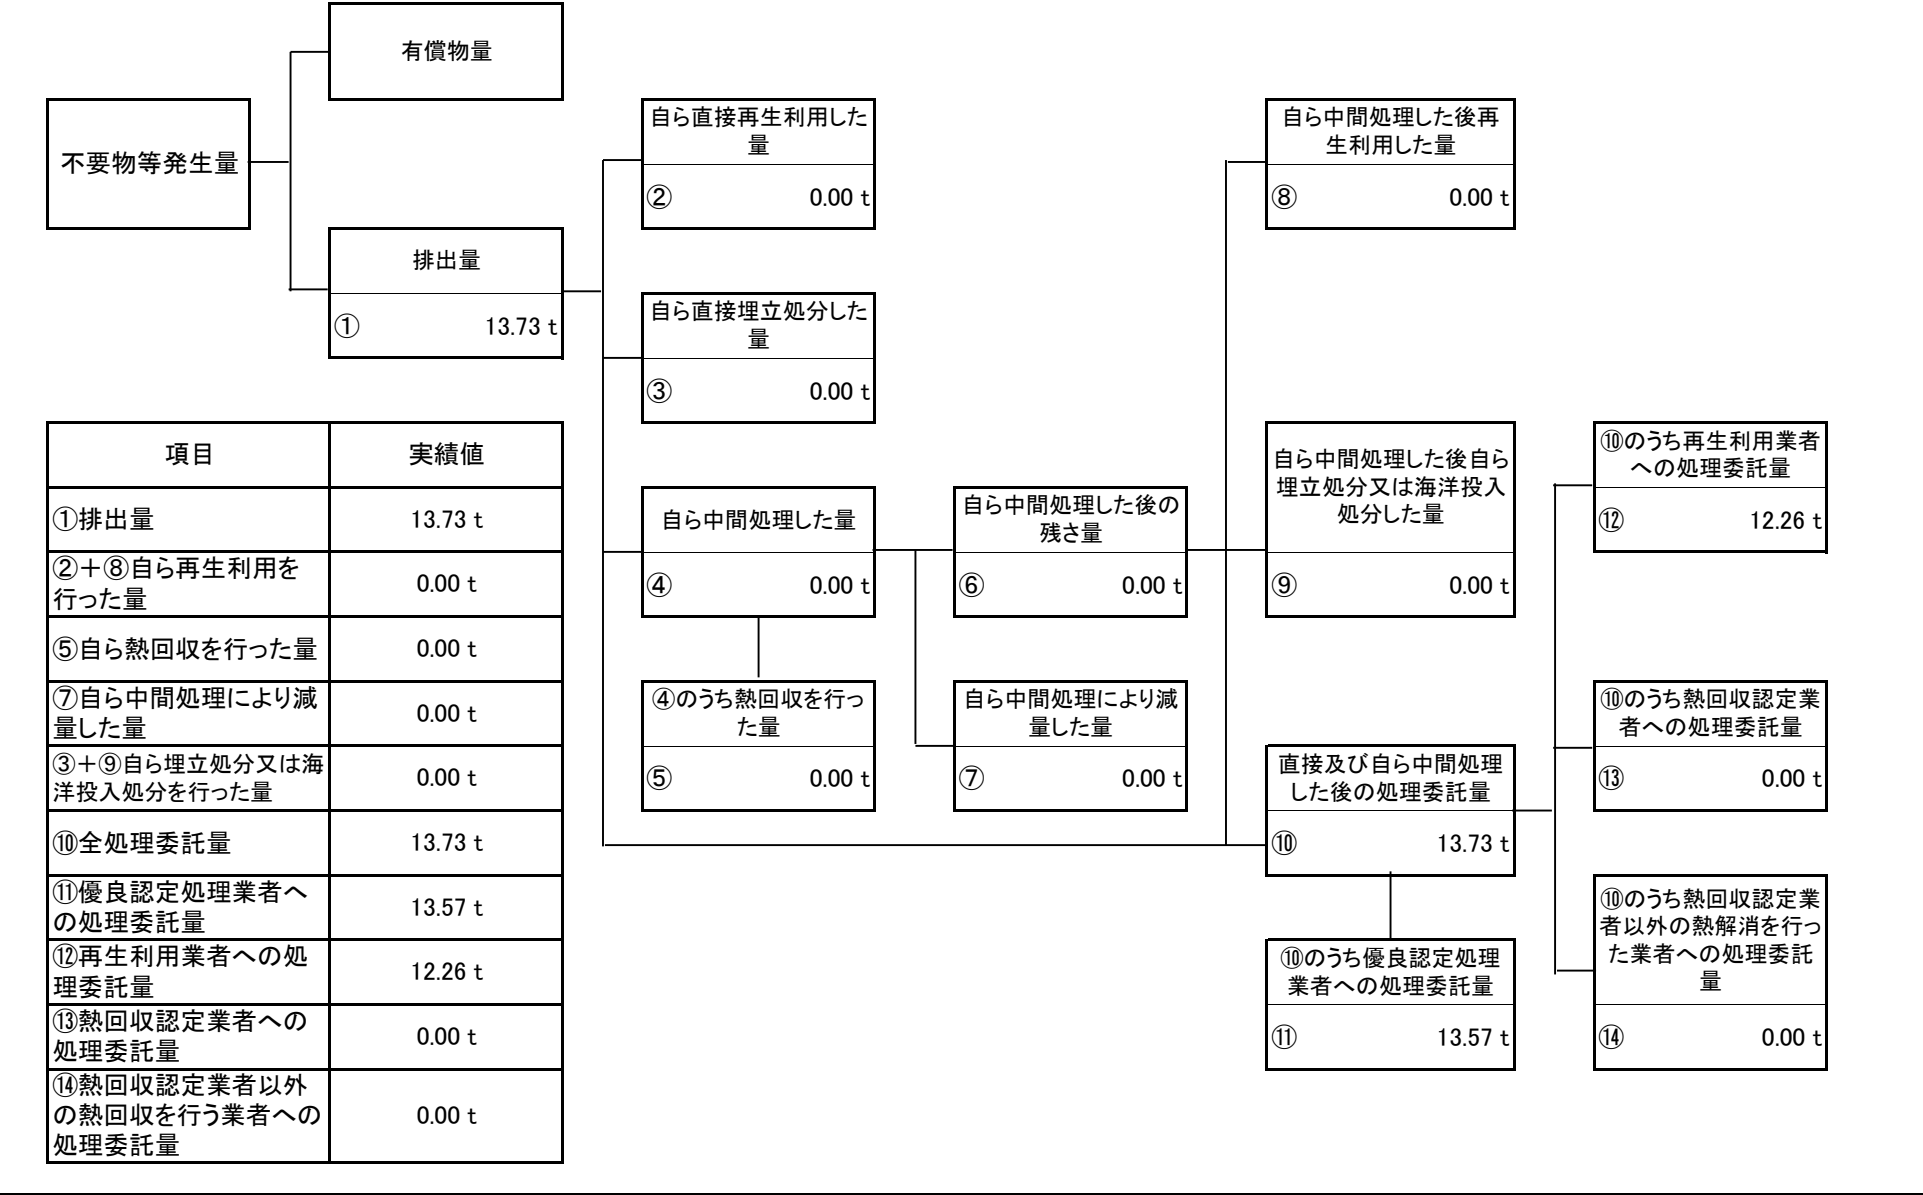 有償物量
不要物等発生量
排出量
① 13.73 t
自ら直接再生利用した
量
② 0.00 t
自ら直接埋立処分した
量
③ 0.00 t
自ら中間処理した量
④ 0.00 t
④のうち熱回収を行っ
た量
⑤ 0.00 t
自ら中間処理した後の
残さ量
⑥ 0.00 t
自ら中間処理により減
量した量
⑦ 0.00 t
自ら中間処理した後再
生利用した量
⑧ 0.00 t
自ら中間処理した後自ら
埋立処分又は海洋投入
処分した量
⑨ 0.00 t
直接及び自ら中間処理
した後の処理委託量
⑩ 13.73 t
⑩のうち優良認定処理
業者への処理委託量
⑪ 13.57 t
⑩のうち再生利用業者
への処理委託量
⑫ 12.26 t
⑩のうち熱回収認定業
者への処理委託量
⑬ 0.00 t
⑩のうち熱回収認定業
者以外の熱解消を行っ
た業者への処理委託
量
⑭ 0.00 t
項目 実績値
①排出量 13.73 t
②＋⑧自ら再生利用を
行った量 0.00 t
⑤自ら熱回収を行った量 0.00 t
⑦自ら中間処理により減
量した量 0.00 t
③＋⑨自ら埋立処分又は海
洋投入処分を行った量 0.00 t
⑩全処理委託量 13.73 t
⑪優良認定処理業者へ
の処理委託量 13.57 t
⑫再生利用業者への処
理委託量 12.26 t
⑬熱回収認定業者への
処理委託量 0.00 t
⑭熱回収認定業者以外
の熱回収を行う業者への
処理委託量 0.00 t